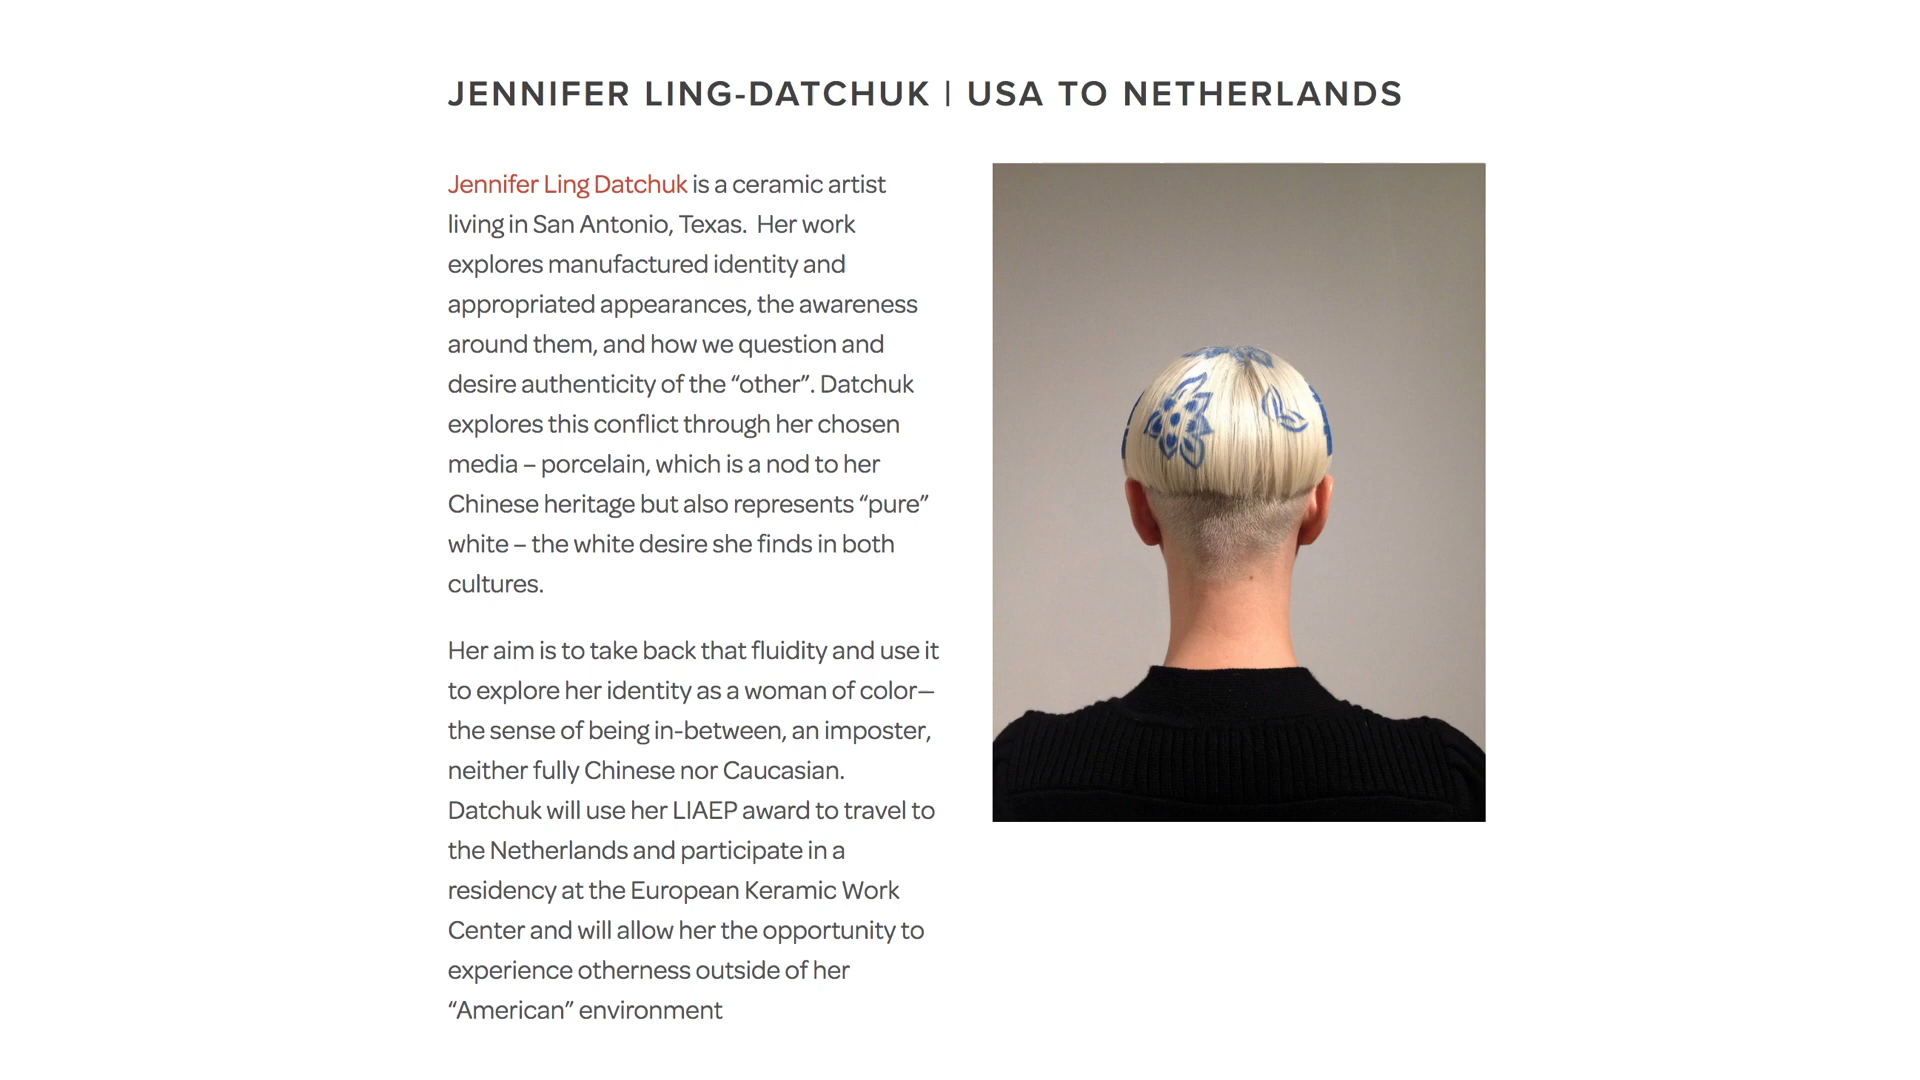 JENNIFER LING-DATCHUK | USA TO NETHERLANDS
Jennifer Ling Datchuk is a ceramic artist
living in San Antonio, Texas.  Her work
explores manufactured identity and
appropriated appearances, the awareness
around them, and how we question and
desire authenticity of the “other”. Datchuk
explores this conflict through her chosen
media – porcelain, which is a nod to her
Chinese heritage but also represents “pure”
white – the white desire she finds in both
cultures.
Her aim is to take back that fluidity and use it
to explore her identity as a woman of color—
the sense of being in-between, an imposter,
neither fully Chinese nor Caucasian.
Datchuk will use her LIAEP award to travel to
the Netherlands and participate in a
residency at the European Keramic Work
Center and will allow her the opportunity to
experience otherness outside of her
“American” environment